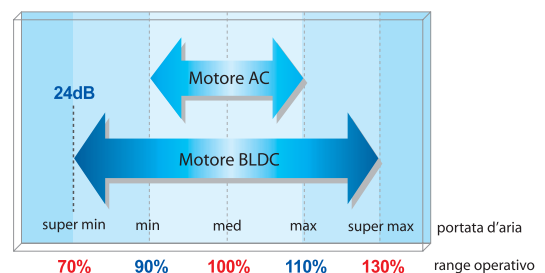 Motore AC
24dB
Motore BLDC
super min min med max super max portata d'aria
70% 90% 100% 110% 130% range operativo